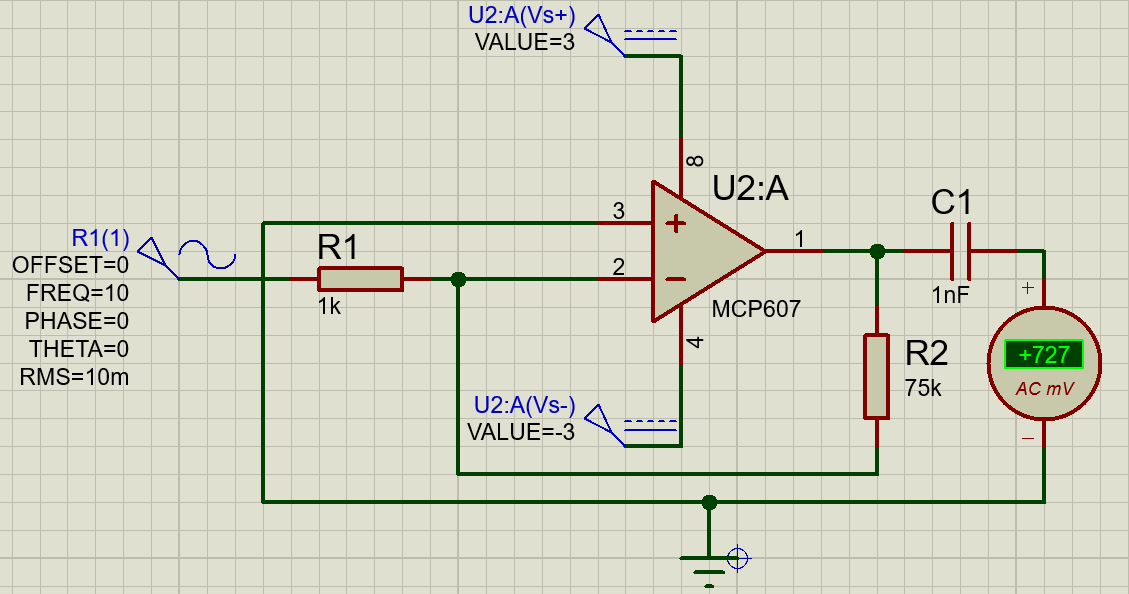 U2:A(Vs+)
VALUE=3
8
U2:A
3
+
1
C1
1nF
R1(1)
OFFSET=0
FREQ=10
PHASE=0
THETA=0
RMS=10m
R1
1k
2
−
MCP607
4
U2:A(Vs-)
VALUE=-3
R2
75k
+
+727
AC mV
−